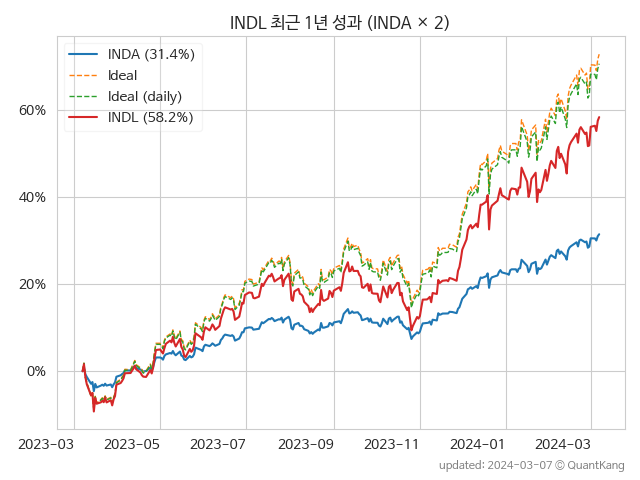 INDL 최근 1년 성과 (INDA × 2)
INDA (31.4%)
Ideal
Ideal (daily)
INDL (58.2%)
60%
40%
20%
0%
2023-03 2023-05 2023-07 2023-09 2023-11 2024-01 2024-03
updated: 2024-03-07 © QuantKang